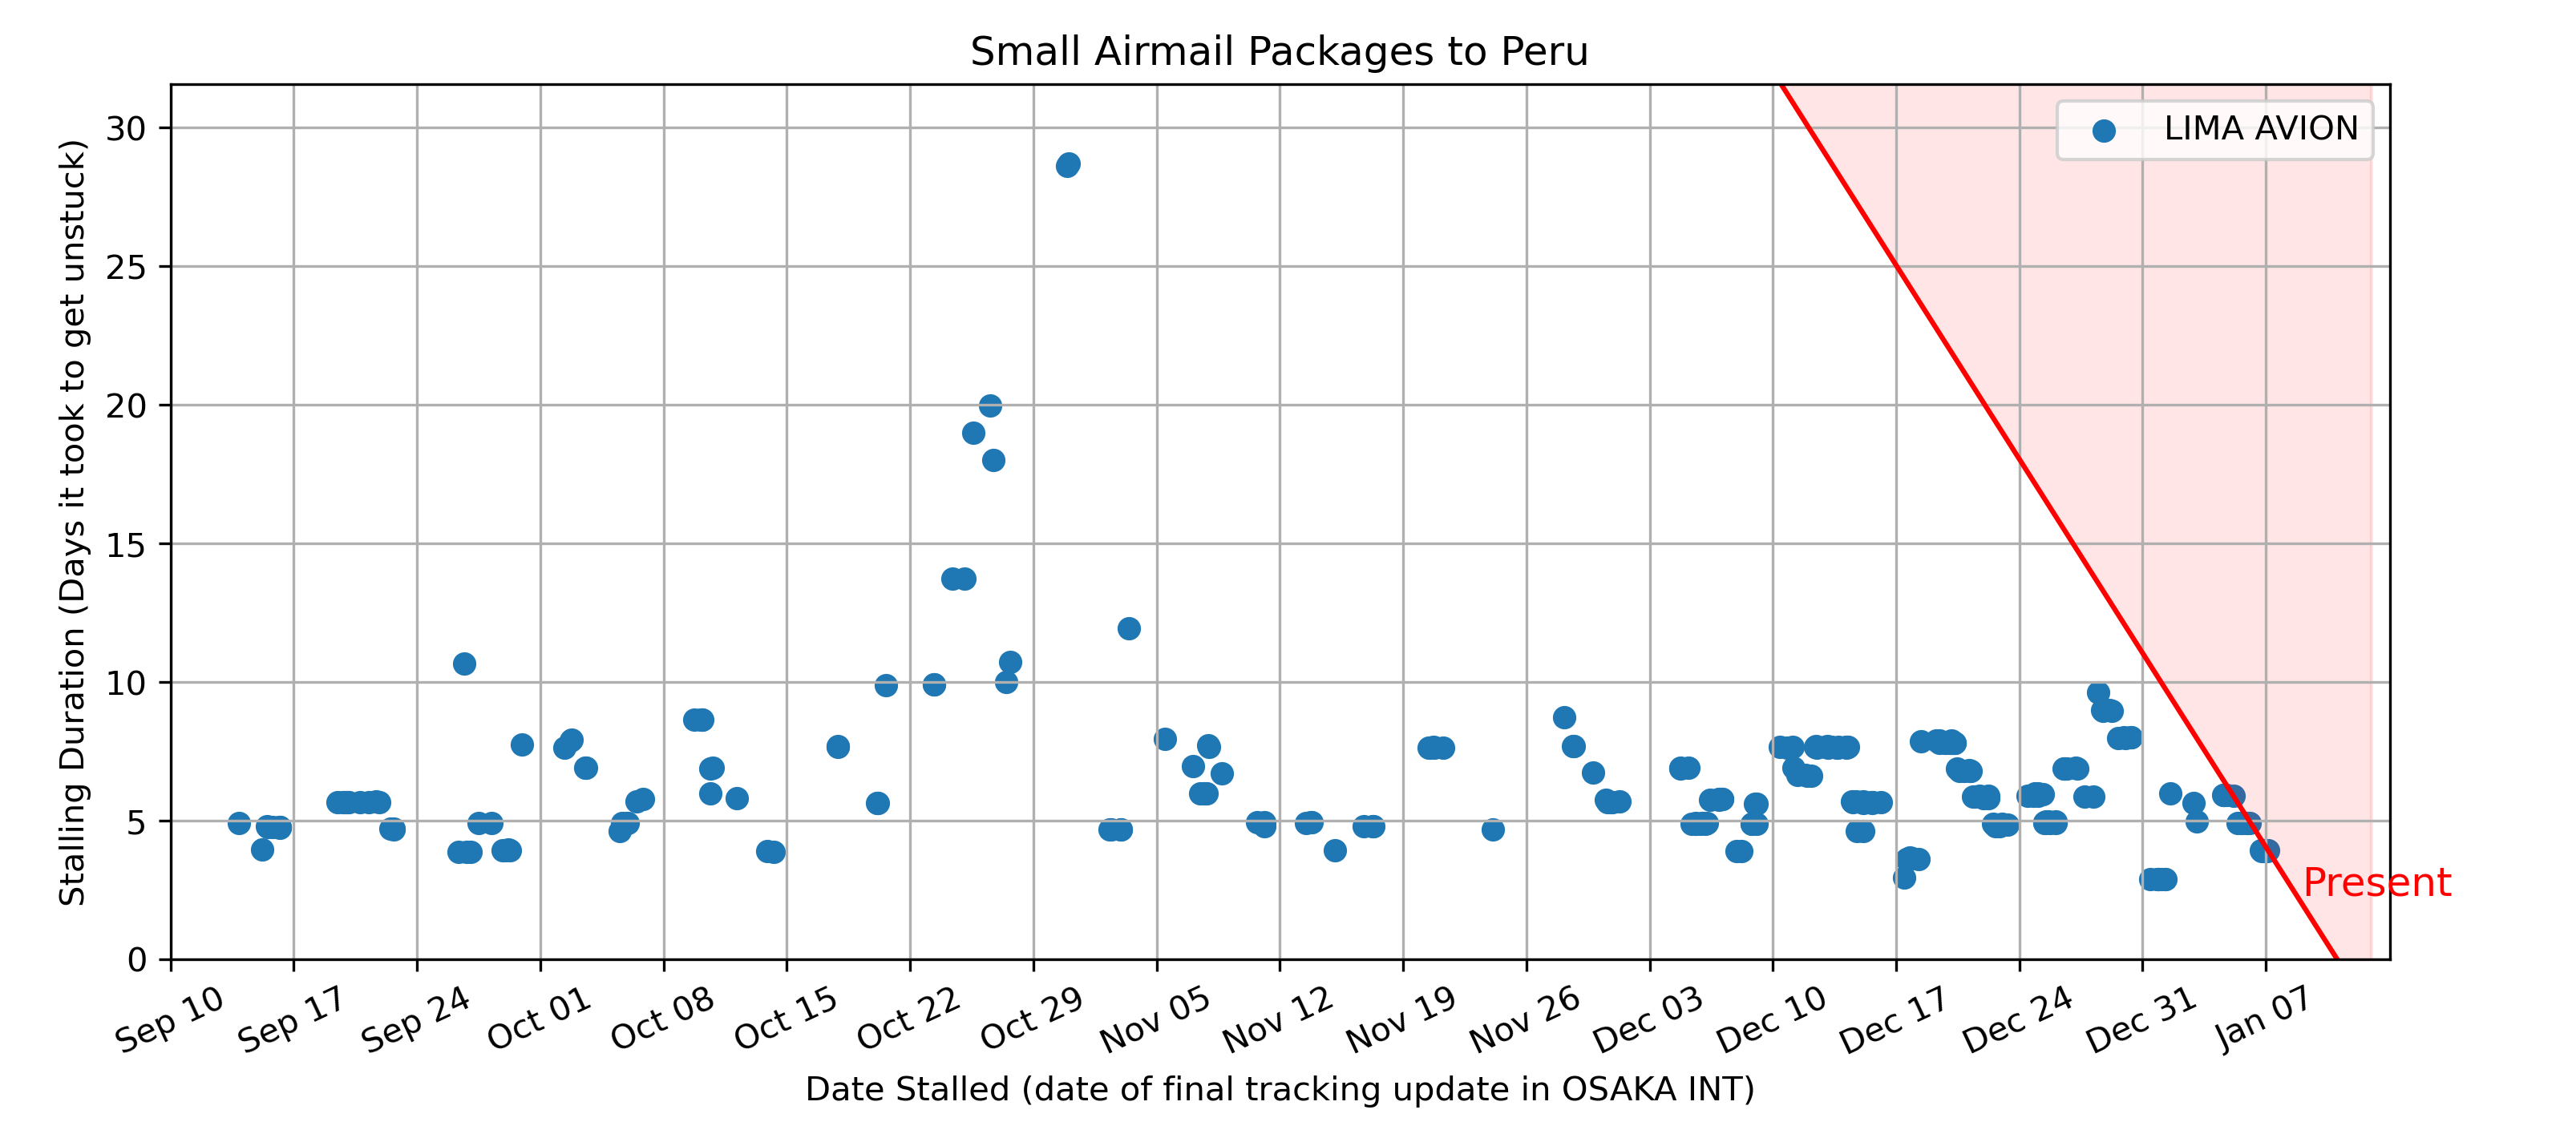 Small Airmail Packages to Peru
LIMA AVION
Stalling Duration (Days it took to get unstuck)
30
25
20
15
10
5
0
Present
Sep 10
Sep 17
Sep 24
Oct 01
Oct 08
Oct 15
Oct 22
Oct 29
Nov 05
Nov 12
Nov 19
Nov 26
Dec 03
Dec 10
Dec 17
Dec 24
Dec 31
Jan 07
Date Stalled (date of final tracking update in OSAKA INT)